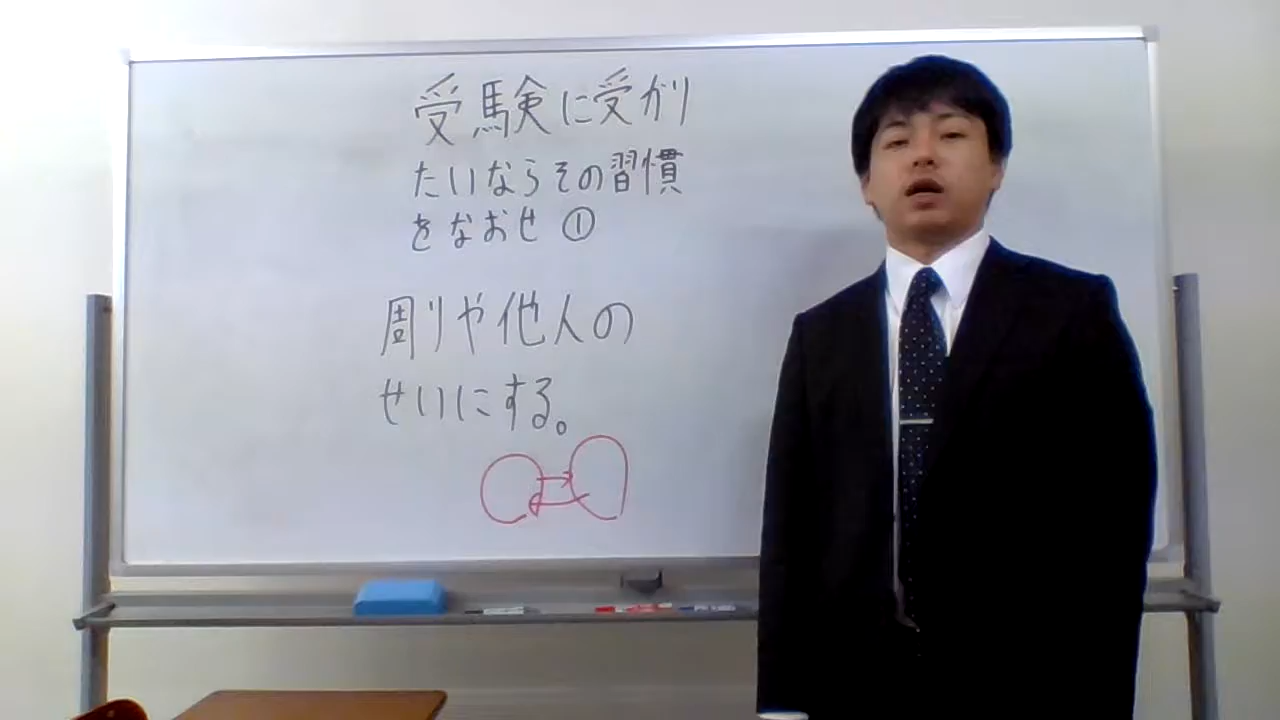 受験に受かり
たいならその習慣
をなおせ①
周りや他人の
せいにする。